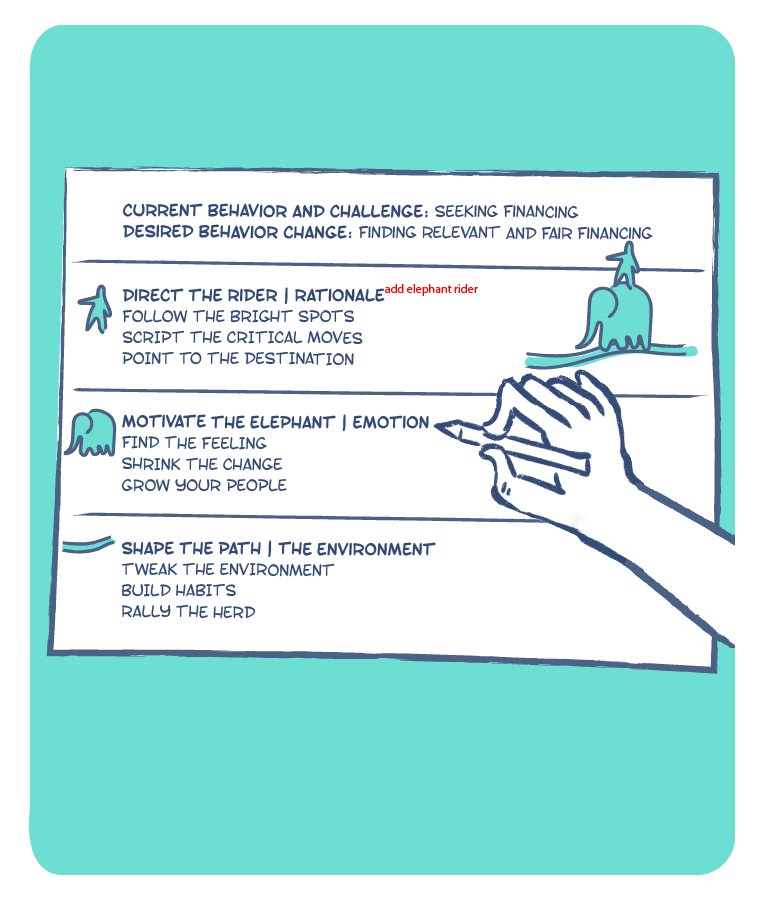 CURRENT BEHAVIOR AND CHALLENGE: SEEKING FINANCING
DESIRED BEHAVIOR CHANGE: FINDING RELEVANT AND FAIR FINANCING
DIRECT THE RIDER | RATIONALE
add elephant rider
FOLLOW THE BRIGHT SPOTS
SCRIPT THE CRITICAL MOVES
POINT TO THE DESTINATION
MOTIVATE THE ELEPHANT | EMOTION
FIND THE FEELING
SHRINK THE CHANGE
GROW YOUR PEOPLE
SHAPE THE PATH | THE ENVIRONMENT
TWEAK THE ENVIRONMENT
BUILD HABITS
RALLY THE HERD